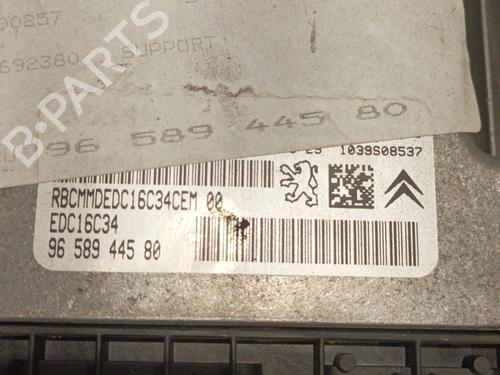 00857
692380 SUPPORT
96 589 445 80
1039S08537
RBCMMDEDC16C34CEM 00
EDC16C34
96 589 445 80
B-PARTS